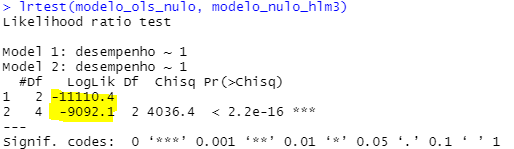 > lrtest(modelo_ols_nulo, modelo_nulo_hlm3)
Likelihood ratio test

Model 1: desempenho ~ 1
Model 2: desempenho ~ 1
  #Df   LogLik Df  Chisq Pr(>Chisq)
1   2 -11110.4
2   4  -9092.1  2 4036.4  < 2.2e-16 ***
---
Signif. codes:  0 ‘***’ 0.001 ‘**’ 0.01 ‘*’ 0.05 ‘.’ 0.1 ‘ ’ 1